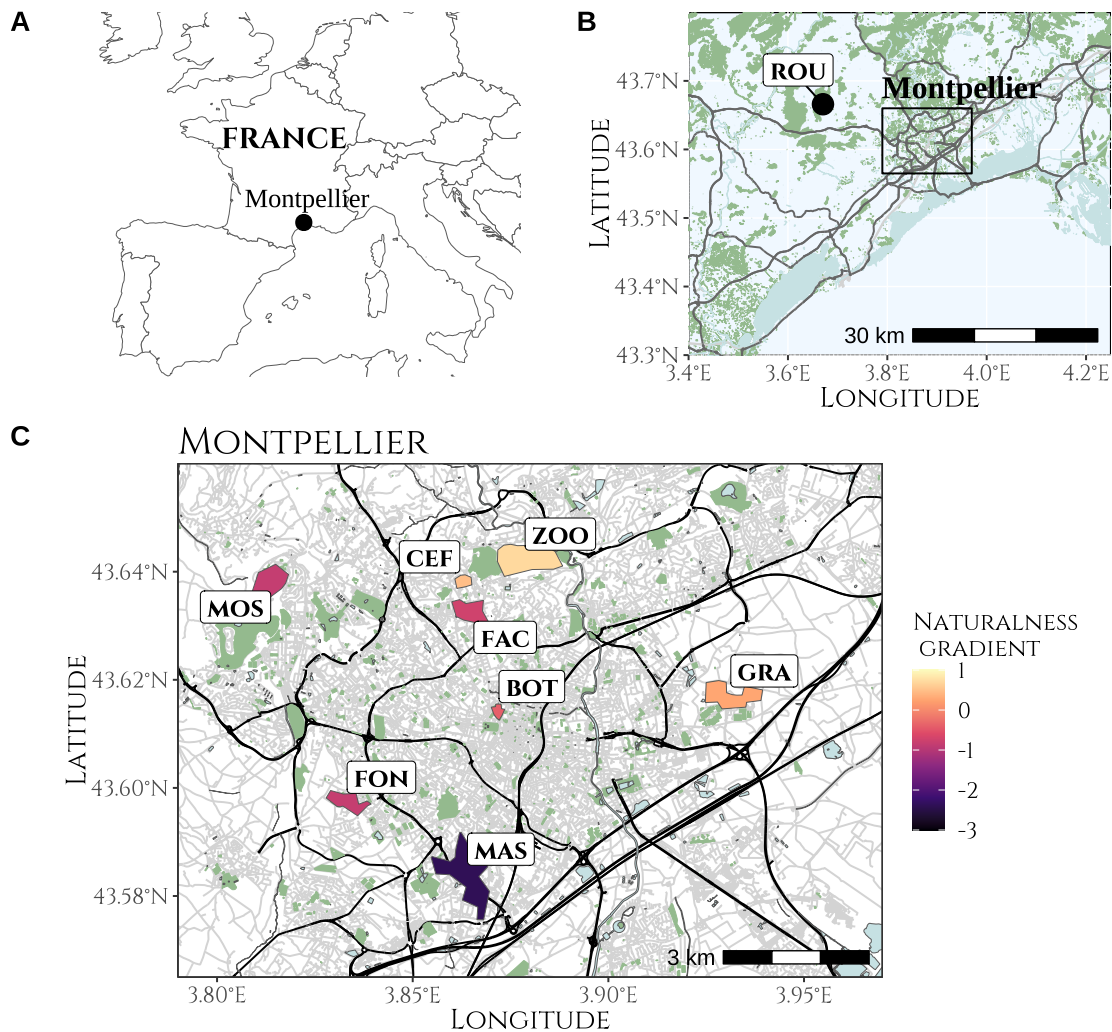 A
FRANCE
Montpellier
B
LATITUDE
43.7°N
43.6°N
43.5°N
43.4°N
43.3°N
ROU
Montpellier
30 km
3.4°E 3.6°E 3.8°E 4.0°E 4.2°E
LONGITUDE
C
MONTPELLIER
LATITUDE
43.64°N
43.62°N
43.60°N
43.58°N
ZOO
CEF
MOS
FAC
GRA
BOT
FON
MAS
3 km
3.80°E 3.85°E 3.90°E 3.95°E
LONGITUDE
NATURALNESS
GRADIENT
1
0
-1
-2
-3